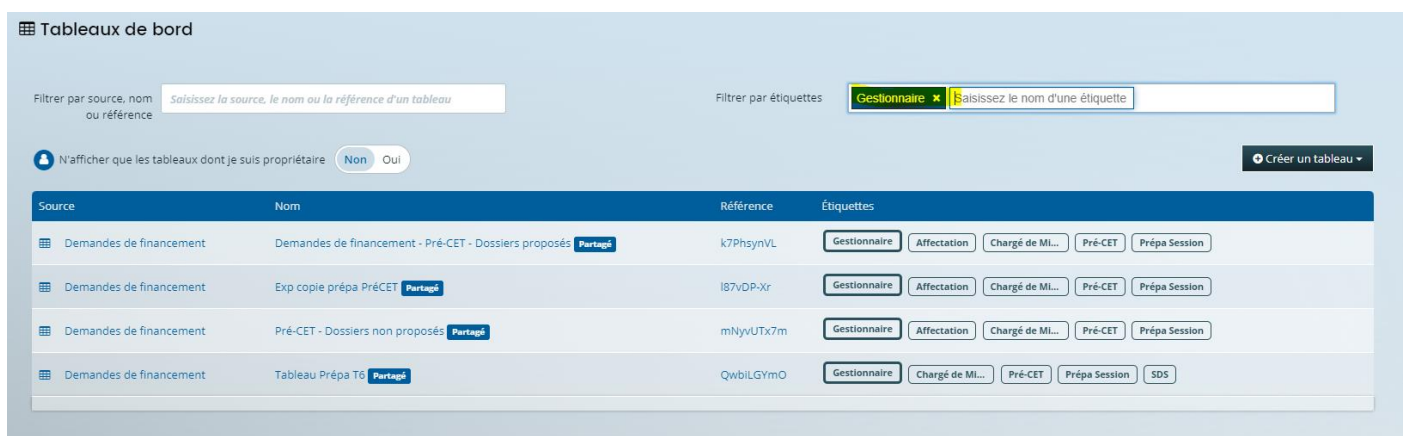 Tableaux de bord
Filtrer par source, nom
ou référence
Saisissez la source, le nom ou la référence d'un tableau
Filtrer par étiquettes
Gestionnaire × Saisissez le nom d'une étiquette
N'afficher que les tableaux dont je suis propriétaire Non Oui
Créer un tableau
Source Nom Référence Étiquettes
Demandes de financement Demandes de financement - Pré-CET - Dossiers proposés Partagé k7PhsynVL Gestionnaire Affectation Chargé de Mi... Pré-CET Prépa Session
Demandes de financement Exp copie prépa PréCET Partagé l87vDP-Xr Gestionnaire Affectation Chargé de Mi... Pré-CET Prépa Session
Demandes de financement Pré-CET - Dossiers non proposés Partagé mNyvUTx7m Gestionnaire Affectation Chargé de Mi... Pré-CET Prépa Session
Demandes de financement Tableau Prépa T6 Partagé QwbiLGYmO Gestionnaire Chargé de Mi... Pré-CET Prépa Session SDS